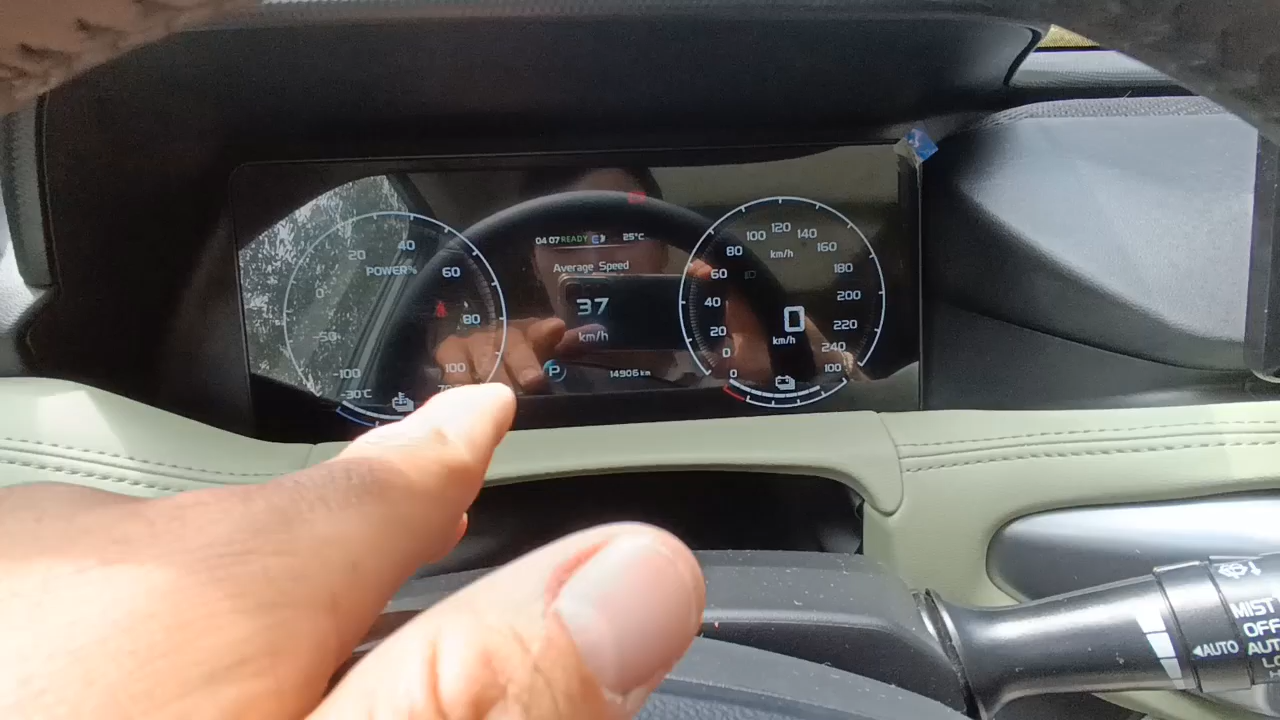 04:07 READY 25°C
Average Speed
37
km/h
P
14906 km
POWER%
-100
-50
0
20
40
60
80
100
-30°C
0
20
40
60
80
100
120
140
160
180
200
220
240
km/h
0
km/h
0
100
MIST
OFF
◄AUTO AUT